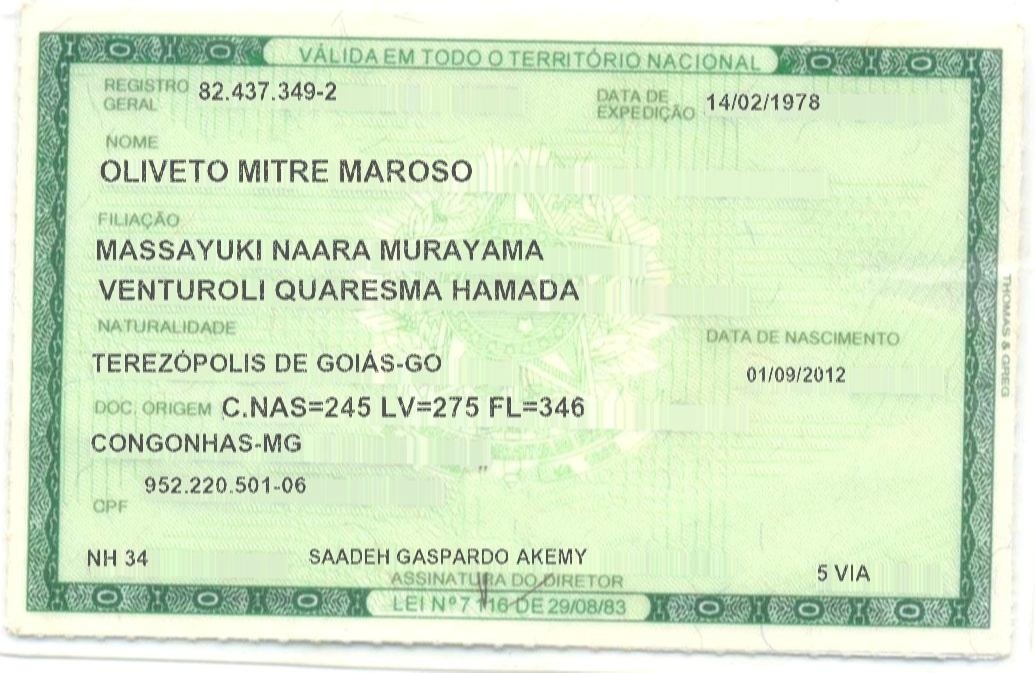 VÁLIDA EM TODO O TERRITÓRIO NACIONAL
REGISTRO GERAL 82.437.349-2 DATA DE EXPEDIÇÃO 14/02/1978
NOME
OLIVETO MITRE MAROSO
FILIAÇÃO
MASSAYUKI NAARA MURAYAMA
VENTUROLI QUARESMA HAMADA
NATURALIDADE DATA DE NASCIMENTO
TEREZÓPOLIS DE GOIÁS-GO 01/09/2012
DOC. ORIGEM C.NAS=245 LV=275 FL=346
CONGONHAS-MG
952.220.501-06
CPF
NH 34 SAADEH GASPARDO AKEMY 5 VIA
ASSINATURA DO DIRETOR
LEI Nº 7.116 DE 29/08/83
THOMAS & GREG